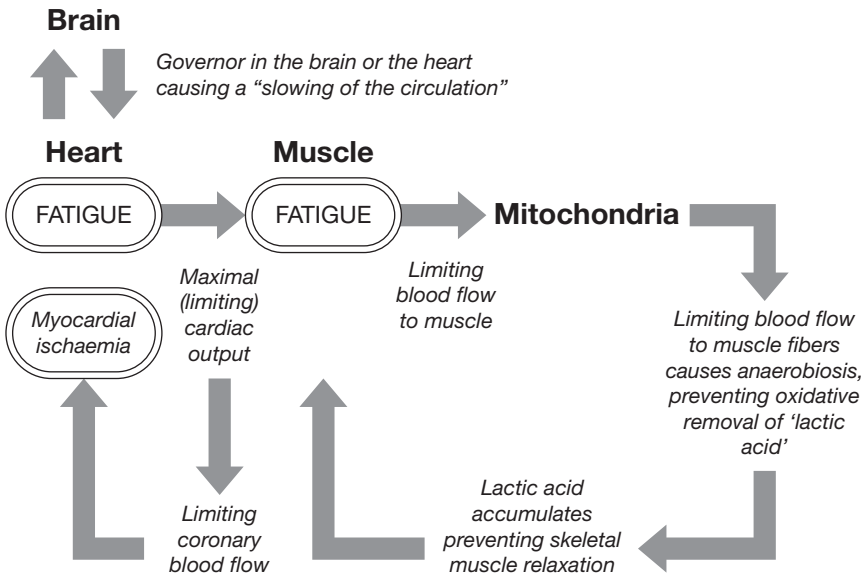 Brain
Governor in the brain or the heart
causing a “slowing of the circulation”
Heart
Muscle
FATIGUE
FATIGUE
Mitochondria
Maximal
(limiting)
cardiac
output
Limiting
blood flow
to muscle
Myocardial
ischaemia
Limiting blood flow
to muscle fibers
causes anaerobiosis,
preventing oxidative
removal of ‘lactic
acid’
Limiting
coronary
blood flow
Lactic acid
accumulates
preventing skeletal
muscle relaxation